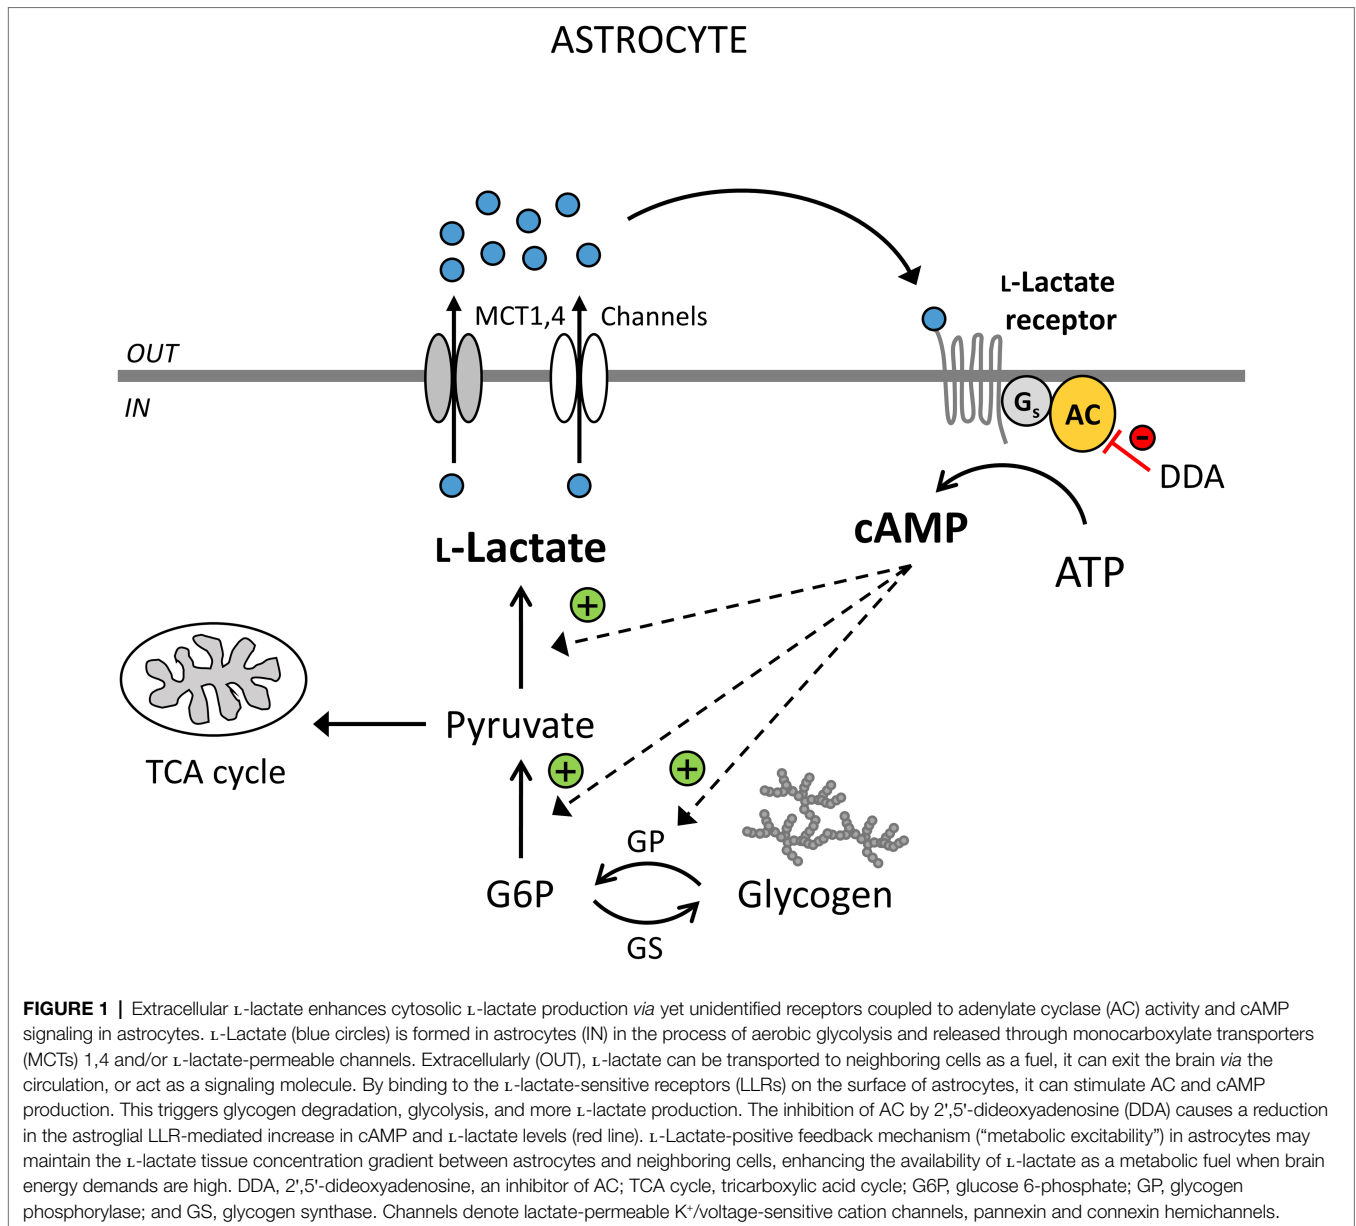 ASTROCYTE
MCT1,4
Channels
L-Lactate
receptor
OUT
IN
Gs
AC
-
DDA
L-Lactate
cAMP
ATP
+
Pyruvate
TCA cycle
+
+
GP
G6P
Glycogen
GS
FIGURE 1 | Extracellular L-lactate enhances cytosolic L-lactate production via yet unidentified receptors coupled to adenylate cyclase (AC) activity and cAMP
signaling in astrocytes. L-Lactate (blue circles) is formed in astrocytes (IN) in the process of aerobic glycolysis and released through monocarboxylate transporters
(MCTs) 1,4 and/or L-lactate-permeable channels. Extracellularly (OUT), L-lactate can be transported to neighboring cells as a fuel, it can exit the brain via the
circulation, or act as a signaling molecule. By binding to the L-lactate-sensitive receptors (LLRs) on the surface of astrocytes, it can stimulate AC and cAMP
production. This triggers glycogen degradation, glycolysis, and more L-lactate production. The inhibition of AC by 2',5'-dideoxyadenosine (DDA) causes a reduction
in the astroglial LLR-mediated increase in cAMP and L-lactate levels (red line). L-Lactate-positive feedback mechanism (“metabolic excitability”) in astrocytes may
maintain the L-lactate tissue concentration gradient between astrocytes and neighboring cells, enhancing the availability of L-lactate as a metabolic fuel when brain
energy demands are high. DDA, 2',5'-dideoxyadenosine, an inhibitor of AC; TCA cycle, tricarboxylic acid cycle; G6P, glucose 6-phosphate; GP, glycogen
phosphorylase; and GS, glycogen synthase. Channels denote lactate-permeable K⁺/voltage-sensitive cation channels, pannexin and connexin hemichannels.